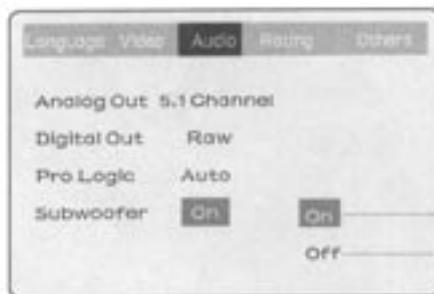 Language Video Audio Rating Others
Analog Out 5.1 Channel
Digital Out Raw
Pro Logic Auto
Subwoofer On On
Off